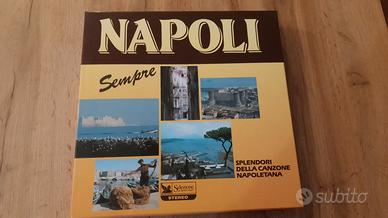 NAPOLI
Sempre
SPLENDORI
DELLA CANZONE
NAPOLETANA
Selezione
STEREO
subito